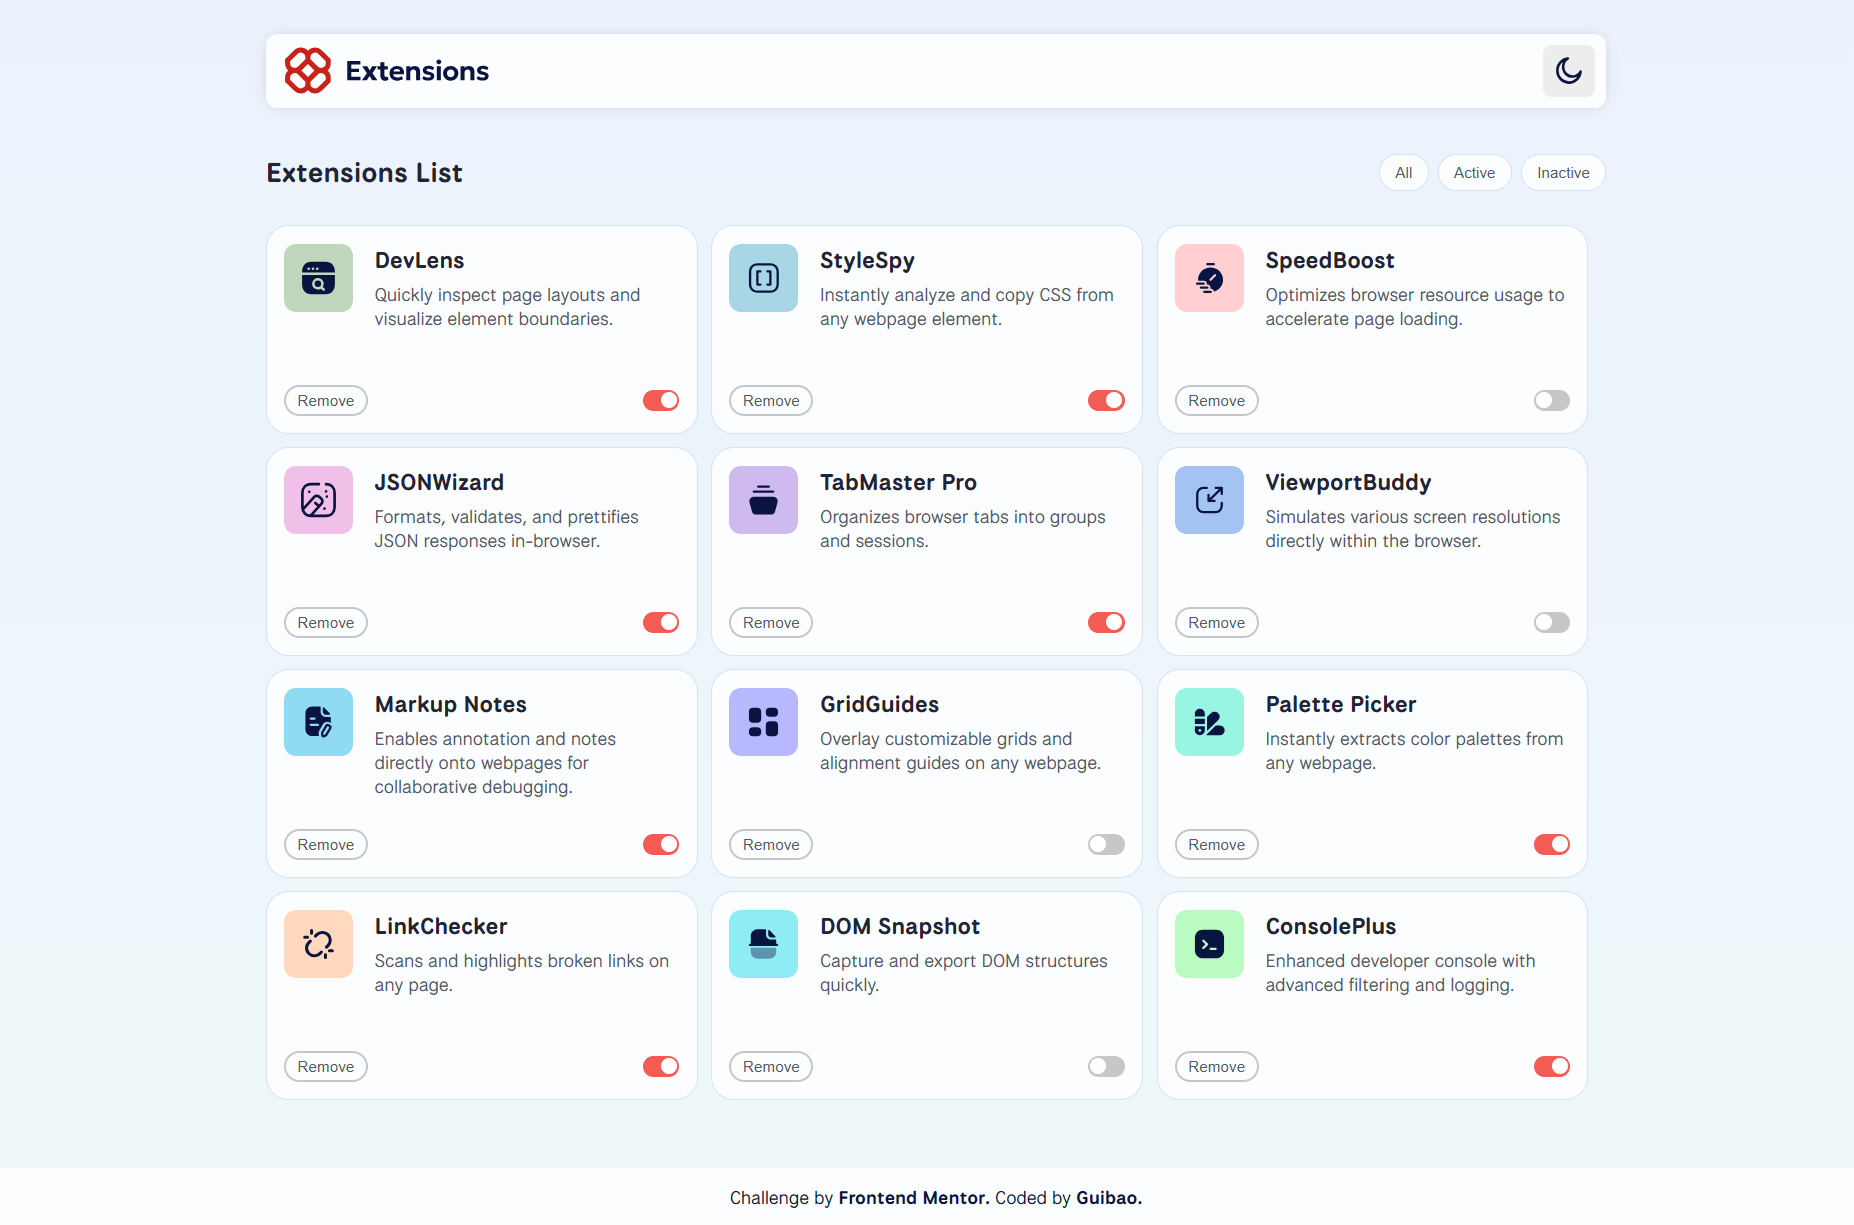 Extensions
Extensions List
All
Active
Inactive
DevLens
Quickly inspect page layouts and
visualize element boundaries.
Remove
StyleSpy
Instantly analyze and copy CSS from
any webpage element.
Remove
SpeedBoost
Optimizes browser resource usage to
accelerate page loading.
Remove
JSONWizard
Formats, validates, and prettifies
JSON responses in-browser.
Remove
TabMaster Pro
Organizes browser tabs into groups
and sessions.
Remove
ViewportBuddy
Simulates various screen resolutions
directly within the browser.
Remove
Markup Notes
Enables annotation and notes
directly onto webpages for
collaborative debugging.
Remove
GridGuides
Overlay customizable grids and
alignment guides on any webpage.
Remove
Palette Picker
Instantly extracts color palettes from
any webpage.
Remove
LinkChecker
Scans and highlights broken links on
any page.
Remove
DOM Snapshot
Capture and export DOM structures
quickly.
Remove
ConsolePlus
Enhanced developer console with
advanced filtering and logging.
Remove
Challenge by Frontend Mentor. Coded by Guibao.